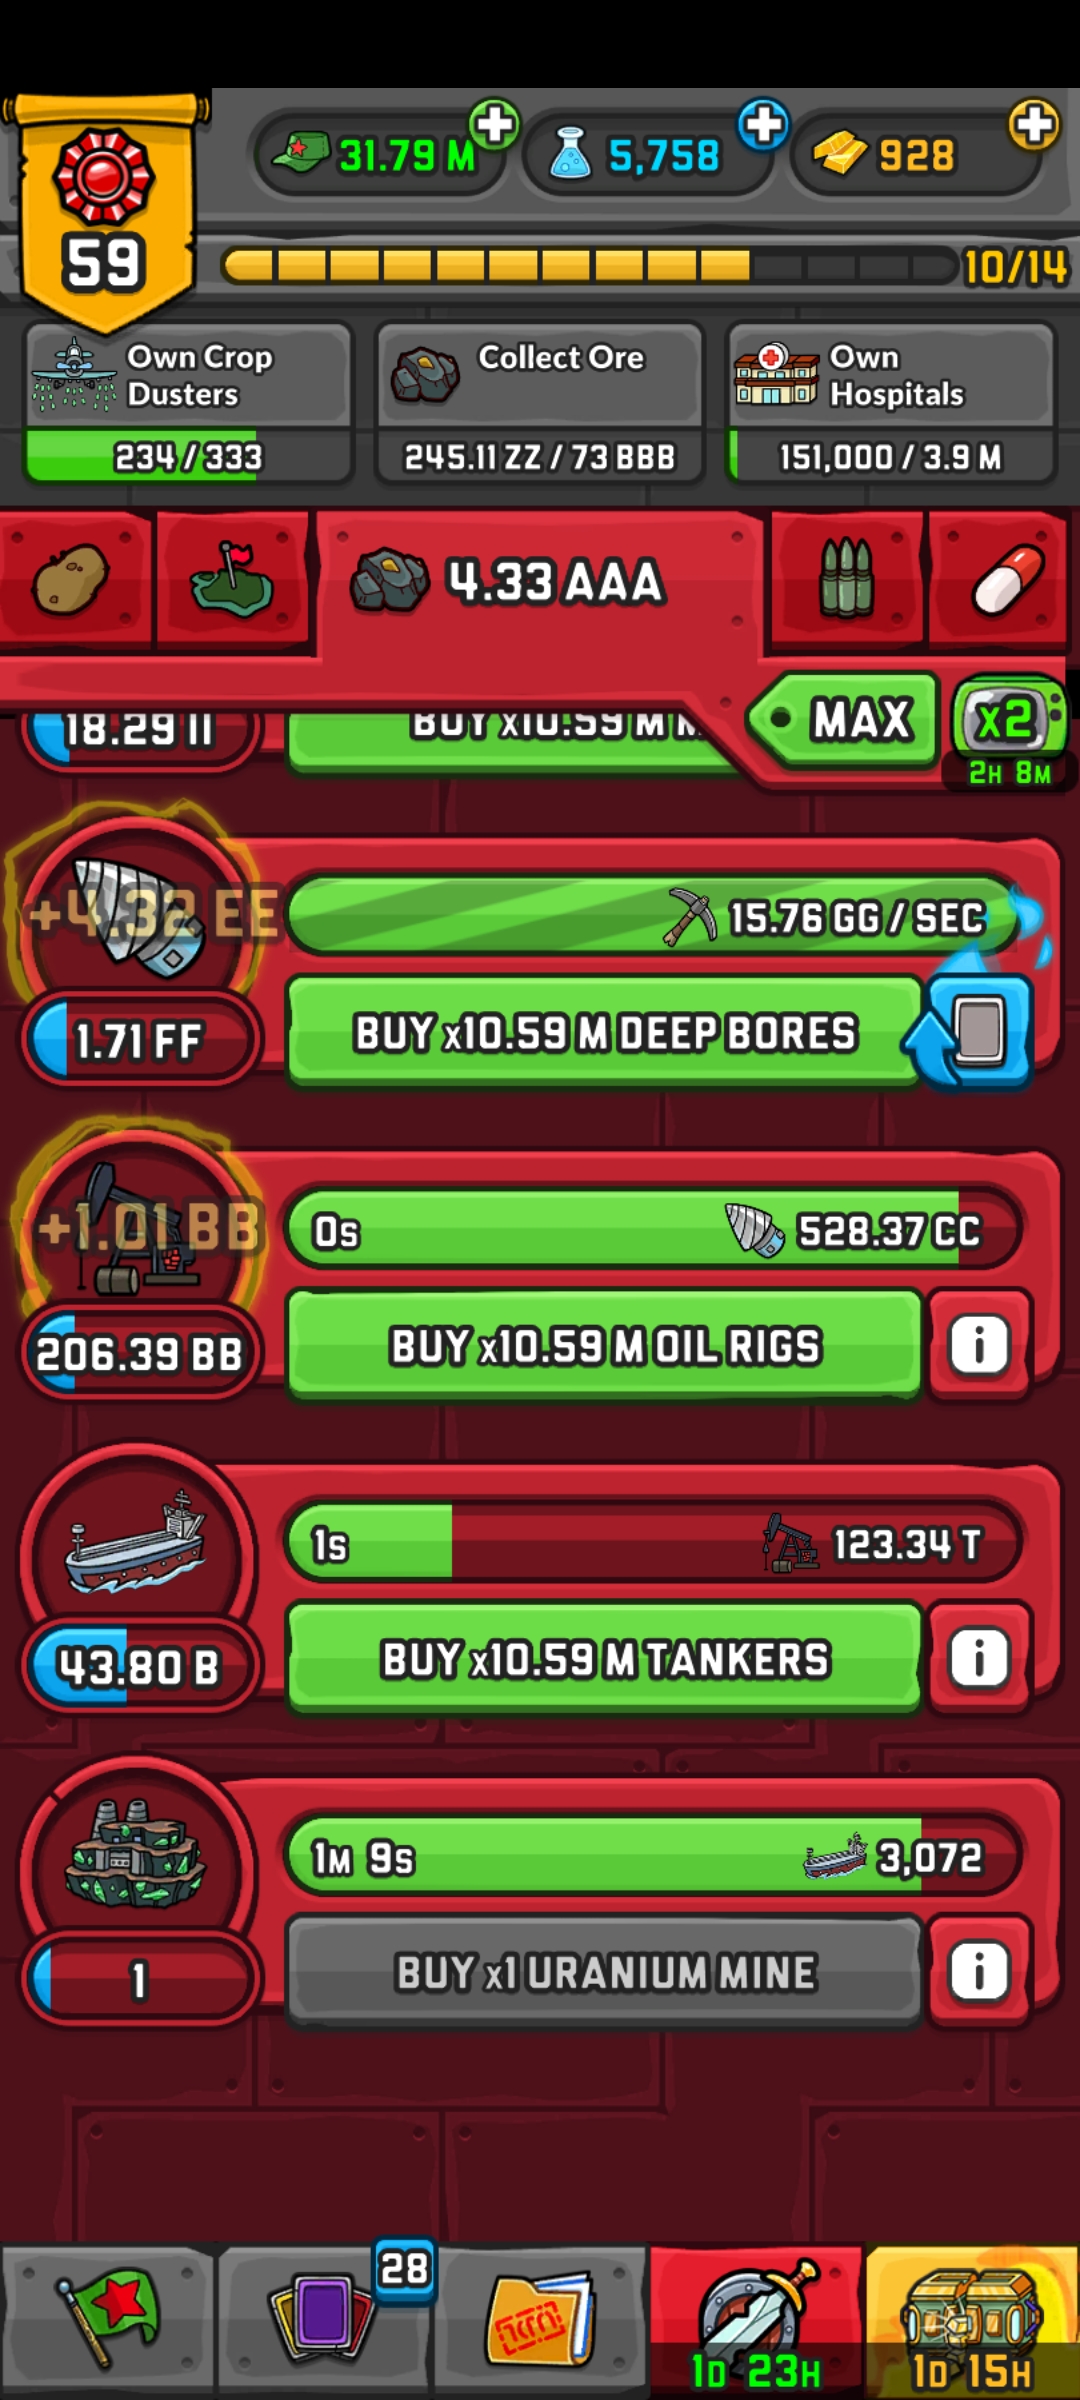 31.79 M
5,758
928
59
10/14
Own Crop
Dusters
234 / 333
Collect Ore
245.11 ZZ / 73 BBB
Own
Hospitals
151,000 / 3.9 M
4.33 AAA
MAX
x2
2H 8M
18.29 II
BUY x10.59 M
+4.32 EE
15.76 GG / SEC
1.71 FF
BUY x10.59 M DEEP BORES
+1.01 BB
0s
528.37 CC
206.39 BB
BUY x10.59 M OIL RIGS
i
1s
123.34 T
43.80 B
BUY x10.59 M TANKERS
i
1M 9s
3,072
1
BUY x1 URANIUM MINE
i
28
1D 23H
1D 15H